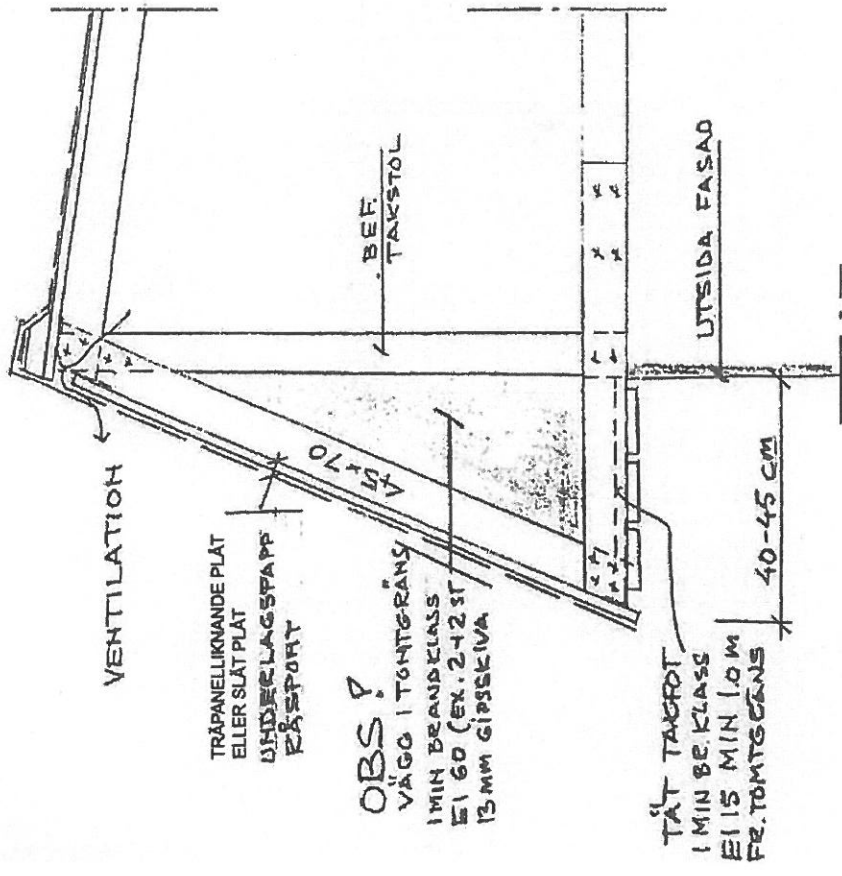 VENTILATION
TRÄPANELLIKNANDE PLÅT
ELLER SLÄT PLÅT
UNDERLAGSPAPP
RÅSPONT
45×70
BEF.
TAKSTOL
OBS!
VÄGG I TOMTGRÄNS
I MIN BRANDKLASS
EI 60 (EX. 2+2 ST
13 MM GIPSSKIVA
TÄT TAKFOT
I MIN BR. KLASS
EI 15 MIN 1.0 M
FR. TOMTGRÄNS
40-45 CM
UTSIDA FASAD